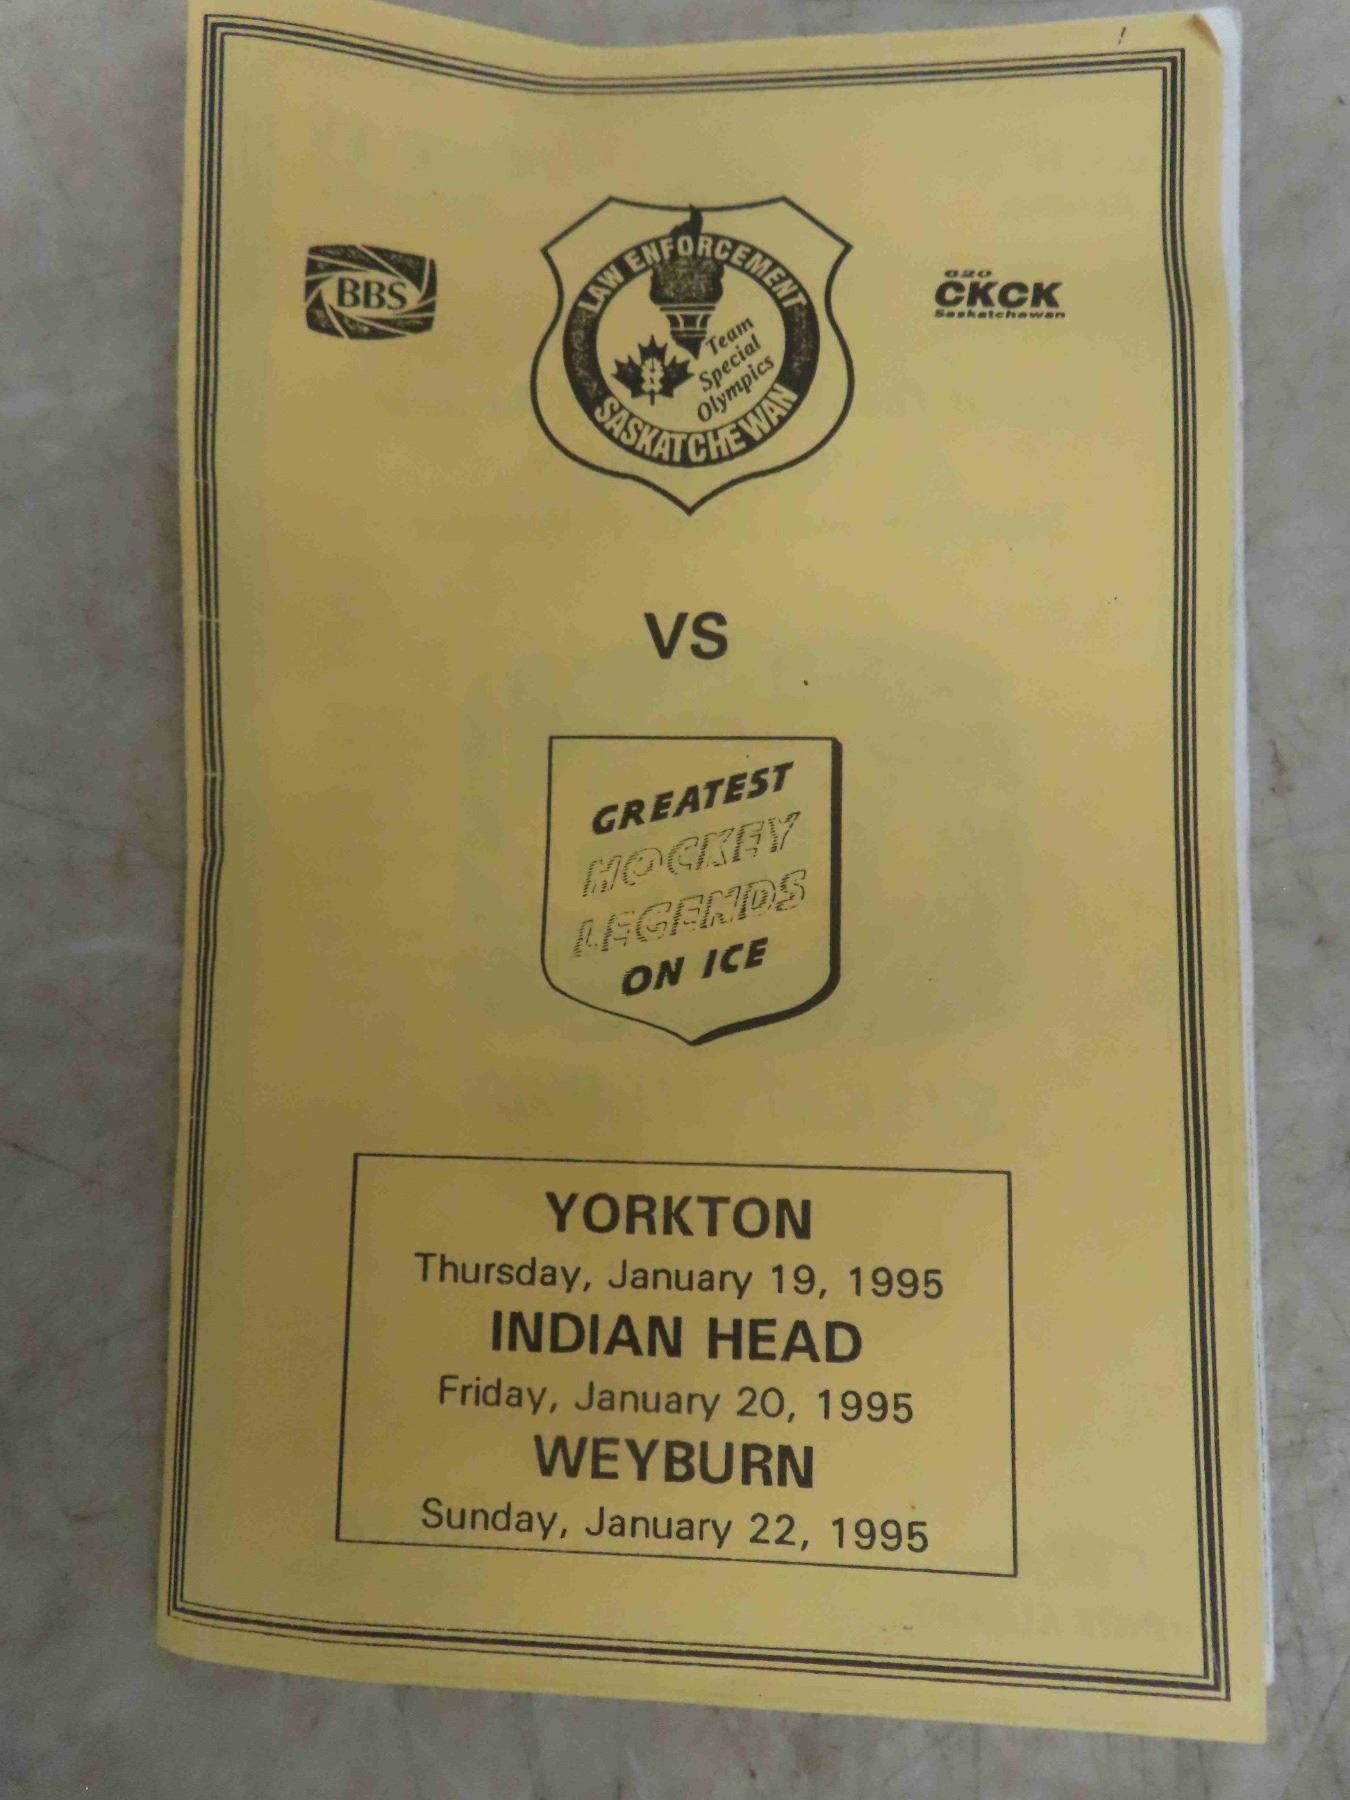 BBS
LAW ENFORCEMENT
Team
Special
Olympics
SASKATCHEWAN
620
CKCK
Saskatchewan
VS
GREATEST
HOCKEY
LEGENDS
ON ICE
YORKTON
Thursday, January 19, 1995
INDIAN HEAD
Friday, January 20, 1995
WEYBURN
Sunday, January 22, 1995